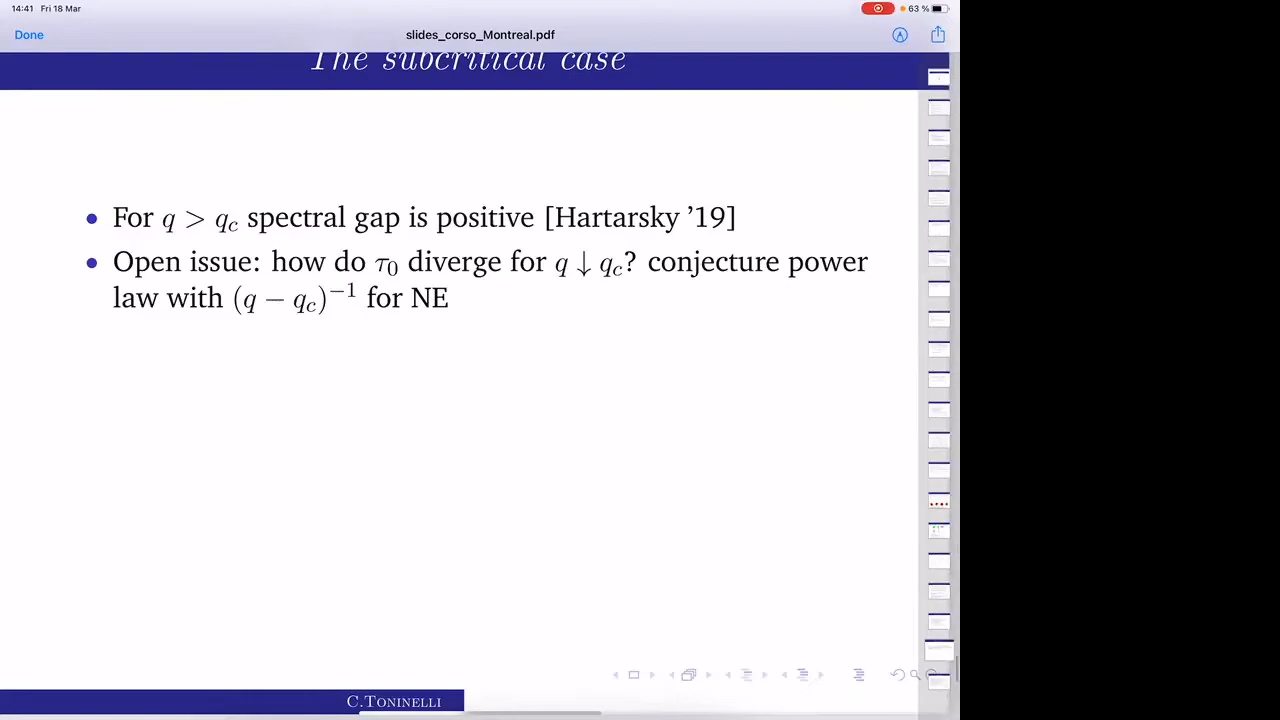 14:41 Fri 18 Mar
63 %
Done
slides_corso_Montreal.pdf
The subcritical case
• For q > q_c spectral gap is positive [Hartarsky ’19]
• Open issue: how do τ_0 diverge for q ↓ q_c? conjecture power
law with (q − q_c)^{−1} for NE
C.Toninelli